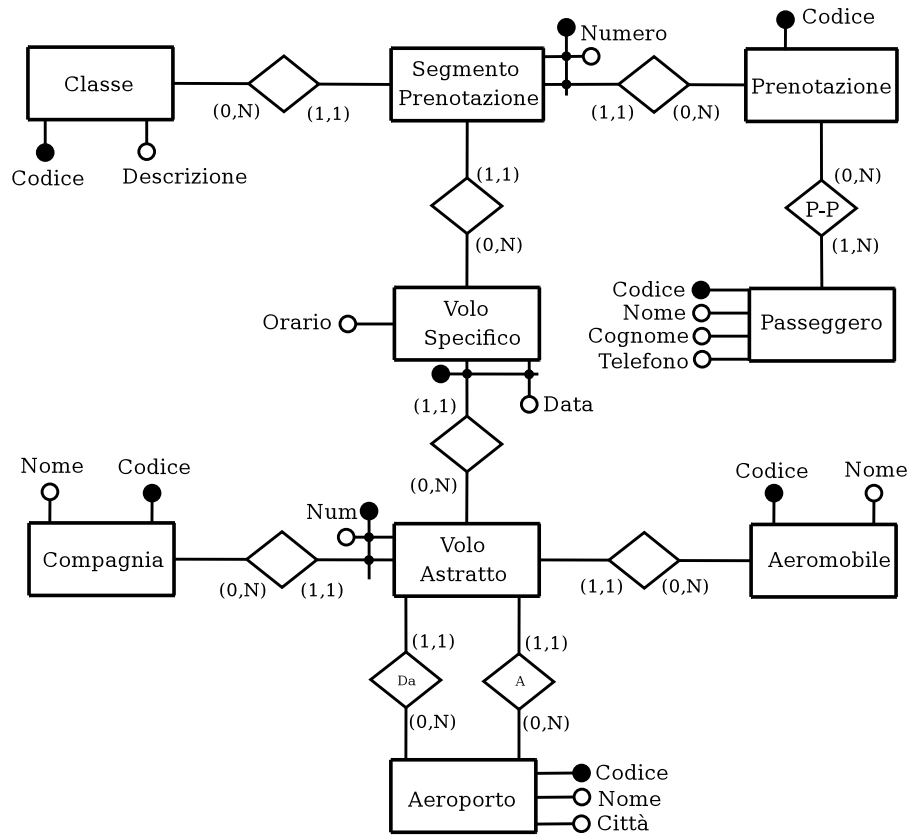 Codice
Numero
Classe
Segmento
Prenotazione
Prenotazione
(0,N)
(1,1)
(1,1)
(0,N)
Codice
Descrizione
(1,1)
(0,N)
P-P
(0,N)
(1,N)
Codice
Nome
Cognome
Telefono
Passeggero
Orario
Volo
Specifico
Data
(1,1)
(0,N)
Nome
Codice
Num
Codice
Nome
Compagnia
Volo
Astratto
Aeromobile
(0,N)
(1,1)
(1,1)
(0,N)
(1,1)
(1,1)
Da
A
(0,N)
(0,N)
Codice
Nome
Città
Aeroporto